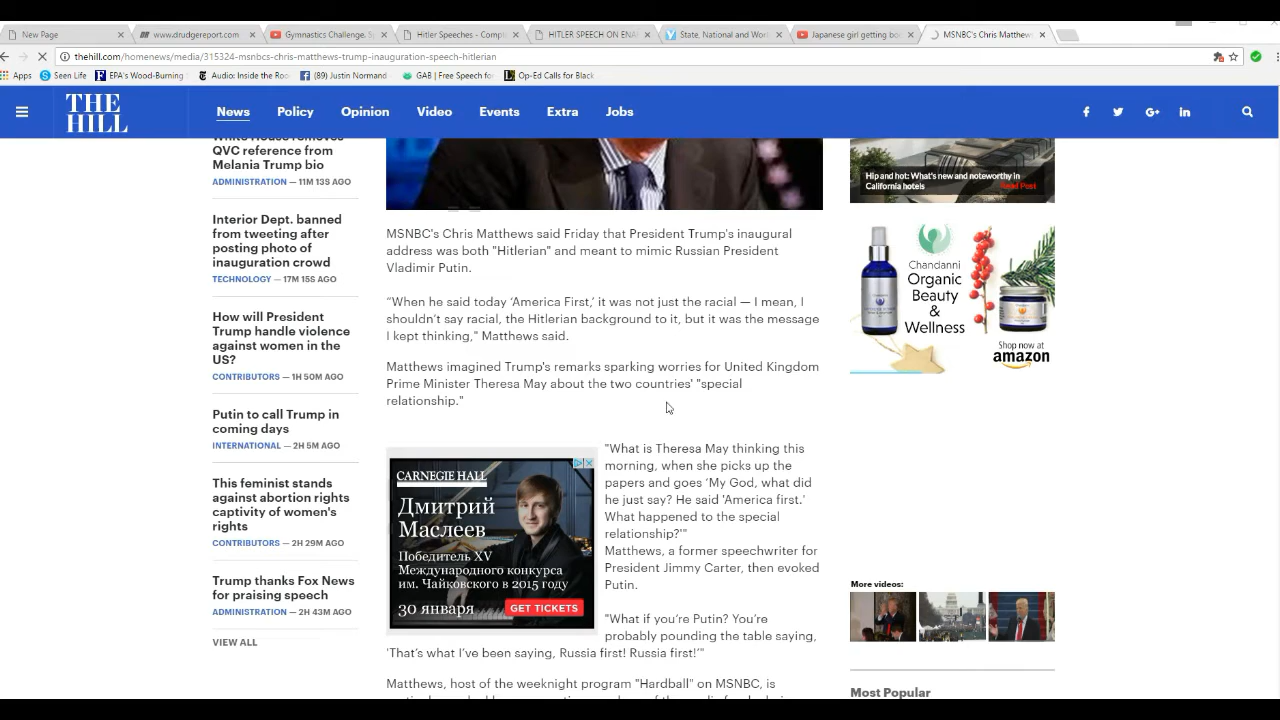 New Page
www.drudgereport.com
Gymnastics Challenge, S
Hitler Speeches - Compl
HITLER SPEECH ON ENA
State, National and Wor
Japanese girl getting bo
MSNBC's Chris Matthew
thehill.com/homenews/media/315324-msnbcs-chris-matthews-trump-inauguration-speech-hitlerian
Apps
Seen Life
EPA's Wood-Burning
Audio: Inside the Roo
(89) Justin Normand
GAB | Free Speech fo
Op-Ed Calls for Black
THE
HILL
News
Policy
Opinion
Video
Events
Extra
Jobs
White House removes
QVC reference from
Melania Trump bio
ADMINISTRATION — 11M 13S AGO
Interior Dept. banned
from tweeting after
posting photo of
inauguration crowd
TECHNOLOGY — 17M 15S AGO
How will President
Trump handle violence
against women in the
US?
CONTRIBUTORS — 1H 50M AGO
Putin to call Trump in
coming days
INTERNATIONAL — 2H 5M AGO
This feminist stands
against abortion rights
captivity of women's
rights
CONTRIBUTORS — 2H 29M AGO
Trump thanks Fox News
for praising speech
ADMINISTRATION — 2H 43M AGO
VIEW ALL
MSNBC's Chris Matthews said Friday that President Trump's inaugural
address was both "Hitlerian" and meant to mimic Russian President
Vladimir Putin.
“When he said today ‘America First,’ it was not just the racial — I mean, I
shouldn’t say racial, the Hitlerian background to it, but it was the message
I kept thinking," Matthews said.
Matthews imagined Trump's remarks sparking worries for United Kingdom
Prime Minister Theresa May about the two countries' "special
relationship."
CARNEGIE HALL
Дмитрий
Маслеев
Победитель XV
Международного конкурса
им. Чайковского в 2015 году
30 января
GET TICKETS
"What is Theresa May thinking this
morning, when she picks up the
papers and goes ‘My God, what did
he just say? He said 'America first.'
What happened to the special
relationship?'"
Matthews, a former speechwriter for
President Jimmy Carter, then evoked
Putin.
"What if you’re Putin? You’re
probably pounding the table saying,
'That’s what I’ve been saying, Russia first! Russia first!’"
Matthews, host of the weeknight program "Hardball" on MSNBC, is
Hip and hot: What's new and noteworthy in
California hotels
Read Post
Chandanni
Organic
Beauty
&
Wellness
Shop now at
amazon
More videos:
Most Popular